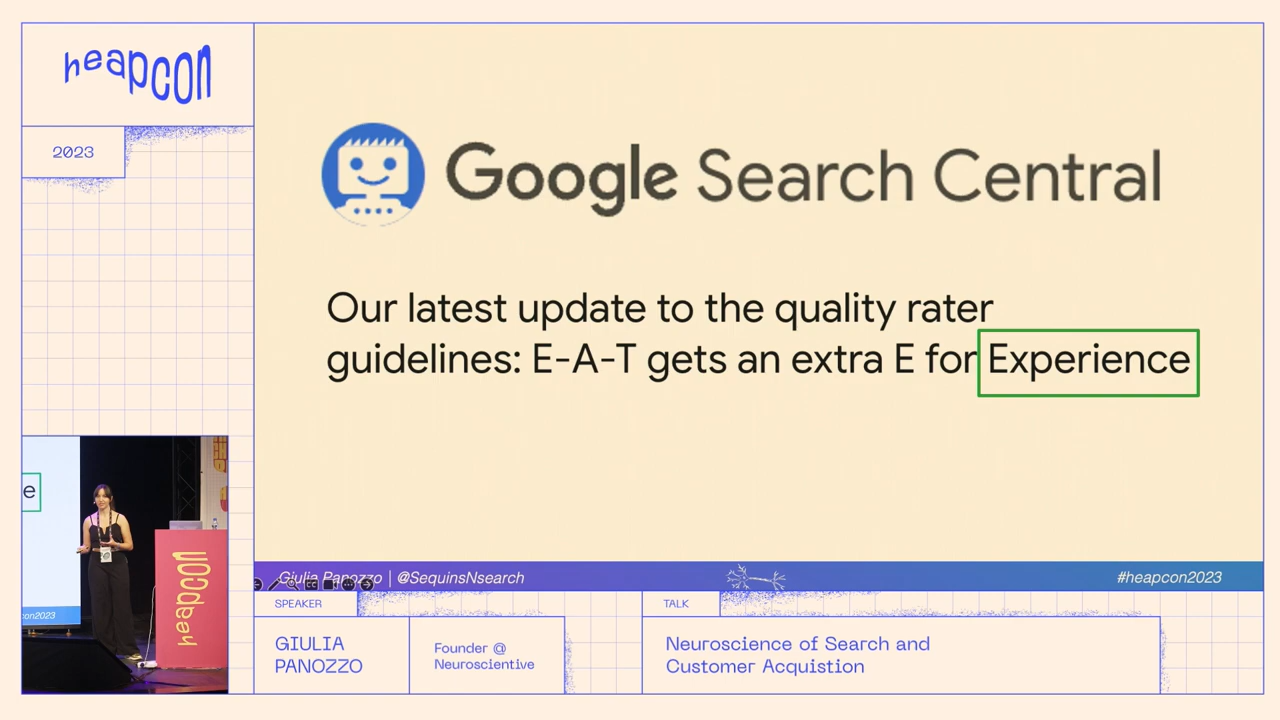 heapcon
2023
Google Search Central
Our latest update to the quality rater
guidelines: E-A-T gets an extra E for Experience
e
heapcon
con2023
Giulia Panozzo | @SequinsNsearch
#heapcon2023
SPEAKER
GIULIA
PANOZZO
Founder @
Neuroscientive
TALK
Neuroscience of Search and
Customer Acquistion